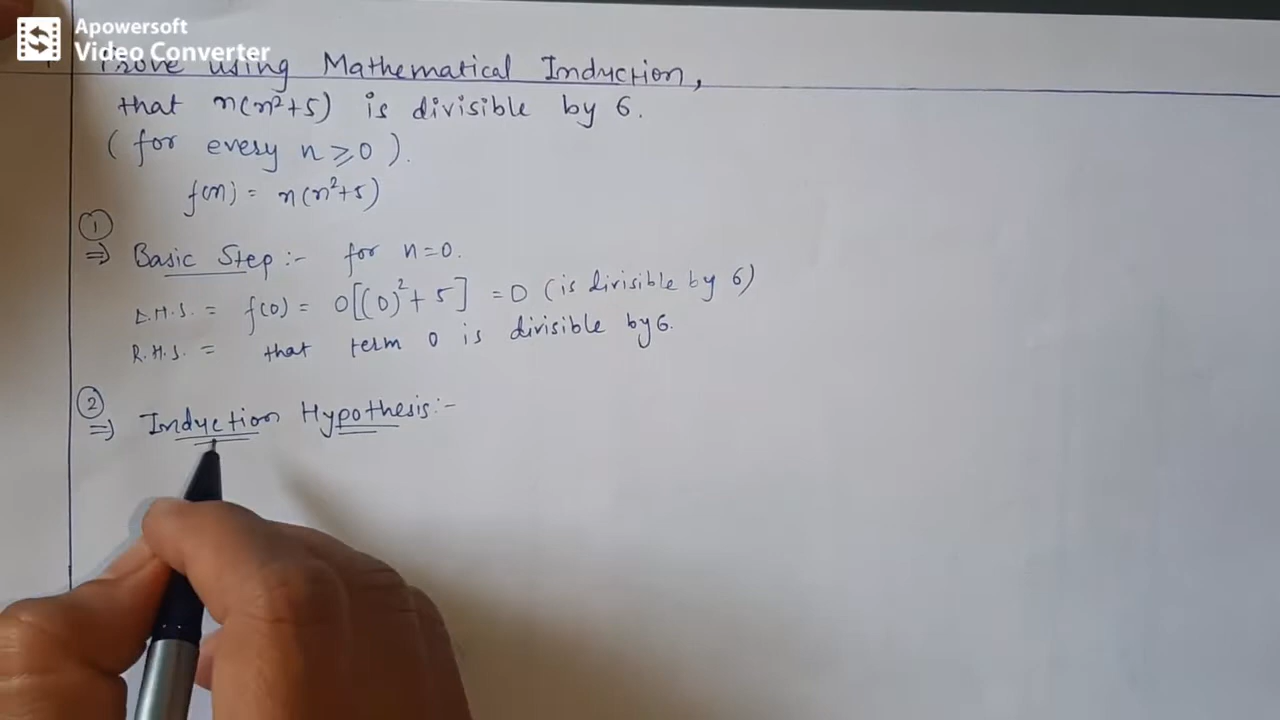 Apowersoft
Video Converter
Prove using Mathematical Induction,
that n(n²+5) is divisible by 6.
(for every n ≥ 0).
f(n) = n(n²+5)
①
⇒ Basic Step :- for n=0.
L.H.S. = f(0) = 0[(0)²+5] = 0 (is divisible by 6)
R.H.S. = that term 0 is divisible by 6.
②
⇒ Induction Hypothesis:-